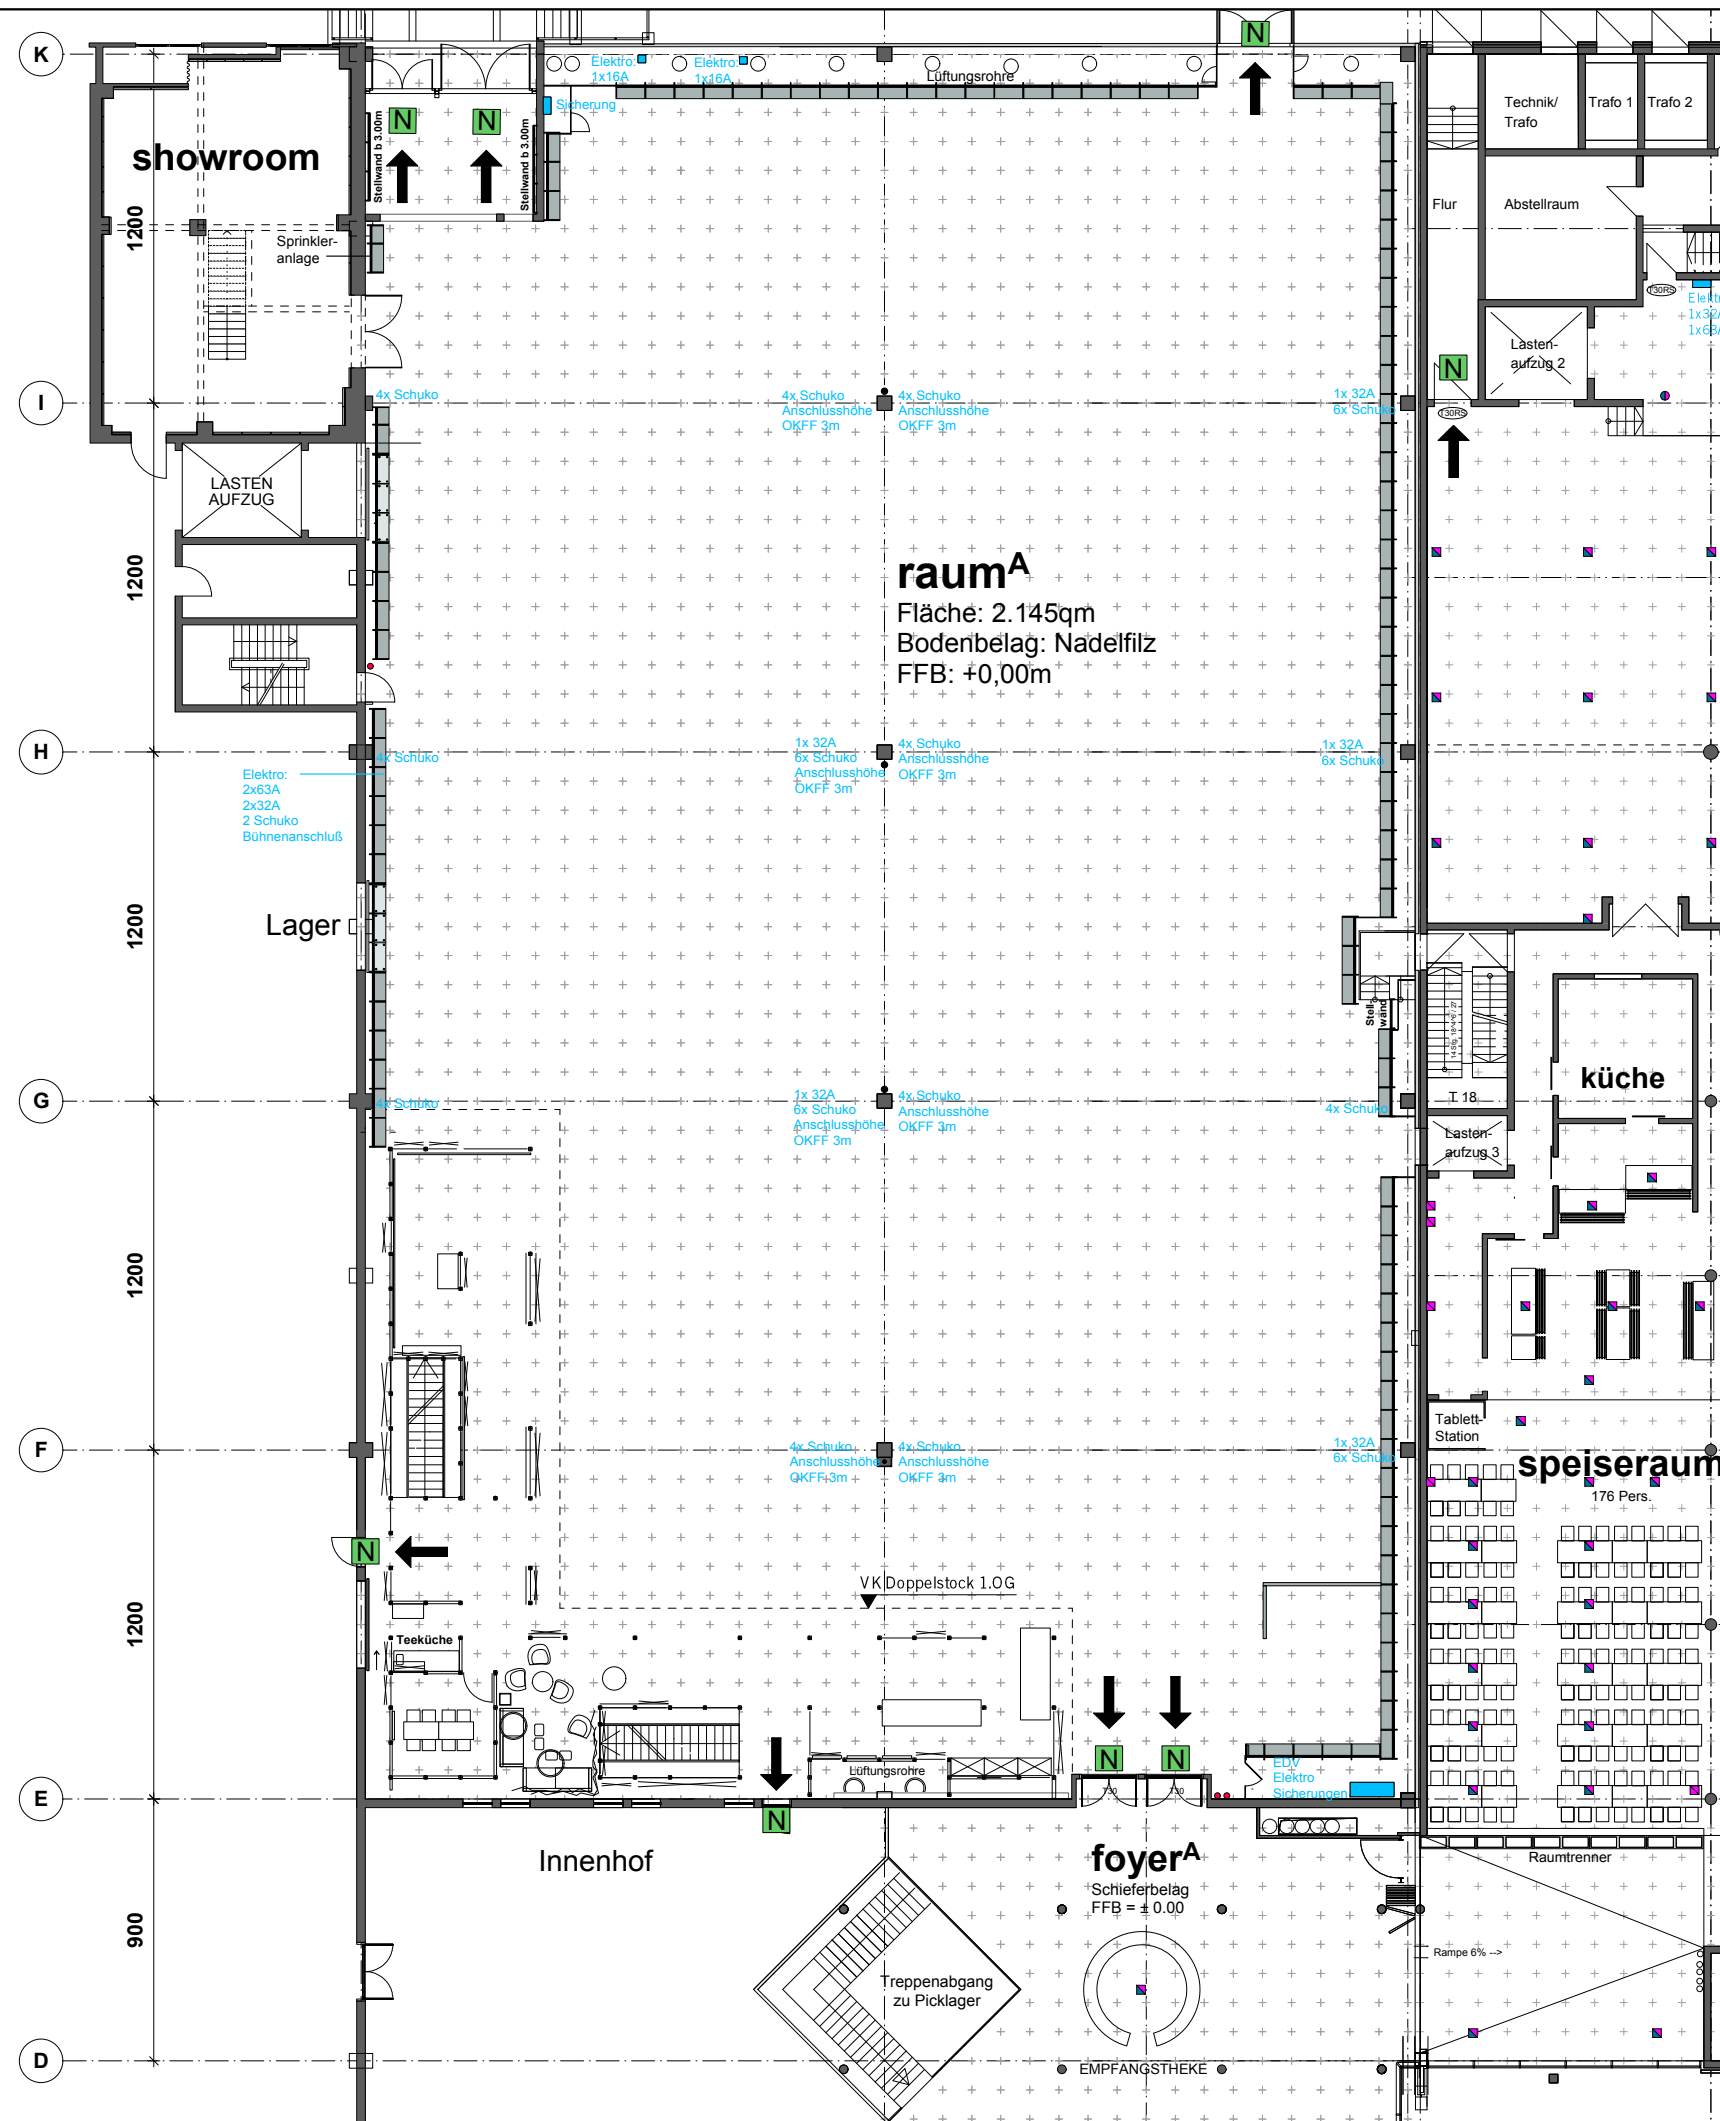 K
Elektro:
1x16A
Elektro:
1x16A
N
Lüftungsrohre
Sicherung
Technik/
Trafo
Trafo 1
Trafo 2
N
N
Stellwand b 3.00m
Stellwand b 3.00m
showroom
1200
Sprinkler-
anlage
Flur
Abstellraum
T30RS
Lasten-
aufzug 2
N
I
4x Schuko
4x Schuko
Anschlusshöhe
OKFF 3m
4x Schuko
Anschlusshöhe
OKFF 3m
1x 32A
6x Schuko
T30RS
LASTEN
AUFZUG
1200
raumA
Fläche: 2.145qm
Bodenbelag: Nadelfilz
FFB: +0,00m
H
4x Schuko
1x 32A
6x Schuko
Anschlusshöhe
OKFF 3m
4x Schuko
Anschlusshöhe
OKFF 3m
1x 32A
6x Schuko
Elektro:
2x63A
2x32A
2 Schuko
Bühnenanschluß
1200
Lager
Stell-
wand
küche
G
4x Schuko
1x 32A
6x Schuko
Anschlusshöhe
OKFF 3m
4x Schuko
Anschlusshöhe
OKFF 3m
4x Schuko
T 18
Lasten-
aufzug 3
1200
F
4x Schuko
Anschlusshöhe
OKFF 3m
4x Schuko
Anschlusshöhe
OKFF 3m
1x 32A
6x Schuko
Tablett-
Station
speiseraum
176 Pers.
N
VK Doppelstock 1.OG
1200
Teeküche
N
N
Lüftungsrohre
T30
T30
EDV
Elektro
Sicherungen
E
N
Innenhof
foyerA
Schieferbelag
FFB = ± 0.00
Raumtrenner
900
Rampe 6% -->
Treppenabgang
zu Picklager
D
EMPFANGSTHEKE